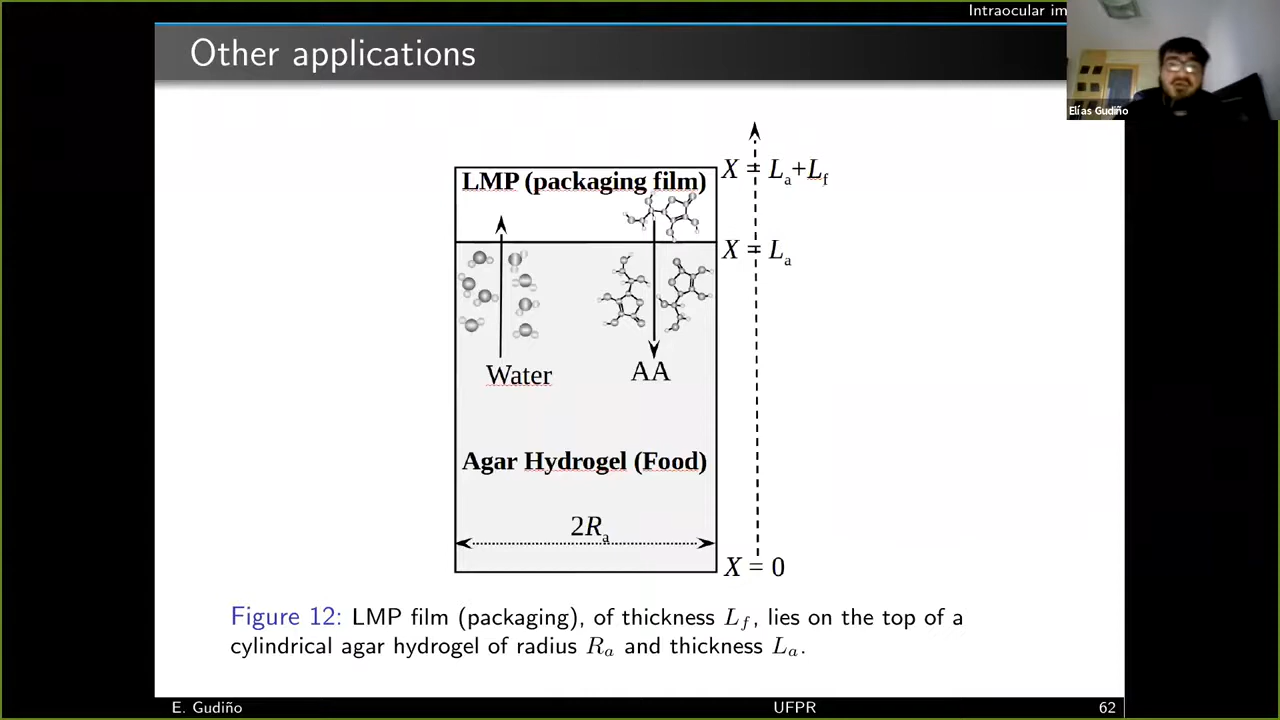 Intraocular im
Other applications
Elías Gudiño
LMP (packaging film)
X = La+Lf
X = La
Water
AA
Agar Hydrogel (Food)
2Ra
X = 0
Figure 12: LMP film (packaging), of thickness Lf, lies on the top of a
cylindrical agar hydrogel of radius Ra and thickness La.
E. Gudiño
UFPR
62